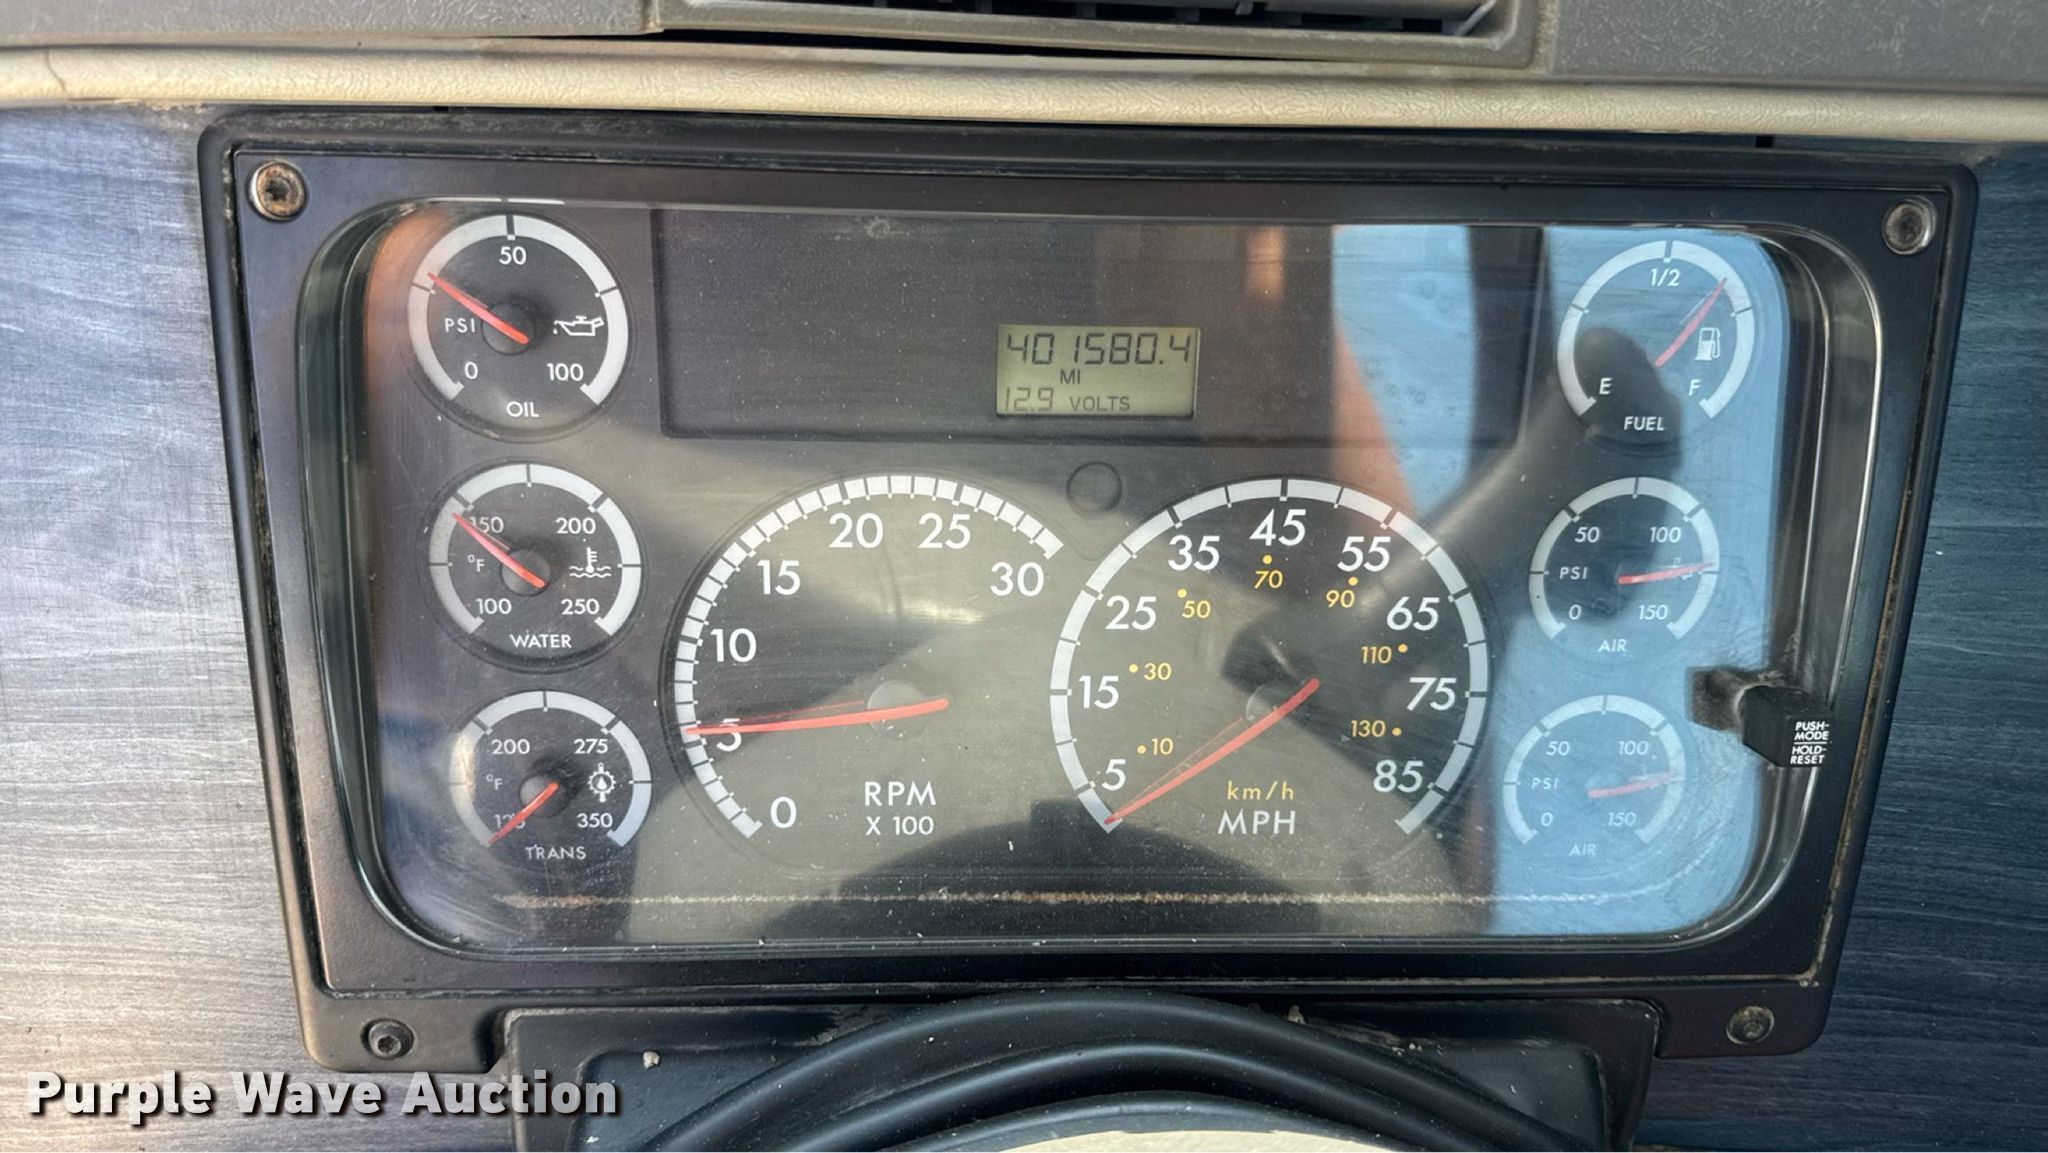 50
PSI
0
100
OIL
401580.4
MI
12.9 VOLTS
1/2
E
F
FUEL
150
200
°F
100
250
WATER
0
5
10
15
20
25
30
RPM
X 100
5
15
25
35
45
55
65
75
85
10
30
50
70
90
110
130
km/h
MPH
50
100
PSI
0
150
AIR
200
275
°F
350
TRANS
50
100
PSI
0
150
AIR
PUSH-
MODE
HOLD-
RESET
Purple Wave Auction